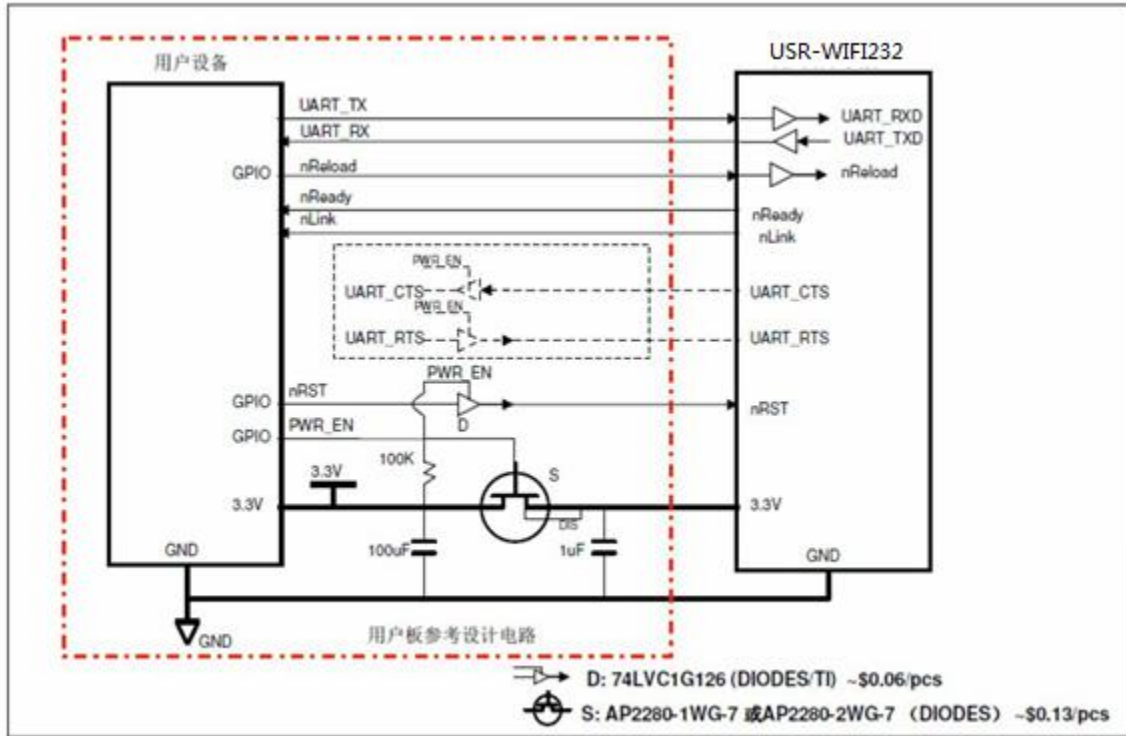 USR-WIFI232
用户设备
UART_TX
UART_RXD
UART_RX
UART_TXD
GPIO
nReload
nReload
nReady
nReady
nLink
nLink
PWR_EN
UART_CTS
UART_CTS
PWR_EN
UART_RTS
UART_RTS
PWR_EN
nRST
GPIO
nRST
D
PWR_EN
GPIO
100K
S
3.3V
3.3V
3.3V
DIS
GND
100uF
1uF
GND
GND
用户板参考设计电路
D: 74LVC1G126 (DIODES/TI) ~$0.06/pcs
S: AP2280-1WG-7 或AP2280-2WG-7 （DIODES） ~$0.13/pcs